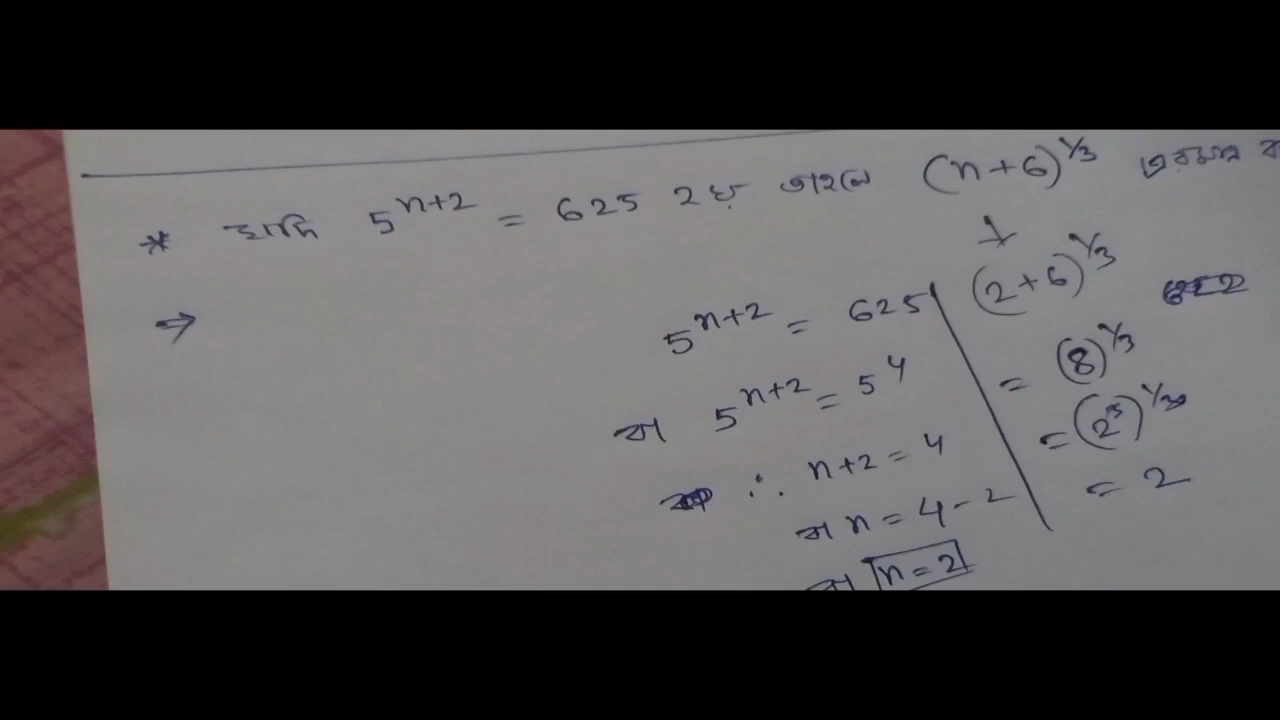 * যদি 5^{n+2} = 625 হয় তাহলে (n+6)^{1/3} এর মান
⇒
5^{n+2} = 625
বা 5^{n+2} = 5^4
∴ n+2 = 4
বা n = 4-2
বা n = 2
(2+6)^{1/3}
= (8)^{1/3}
= (2^3)^{1/3}
= 2